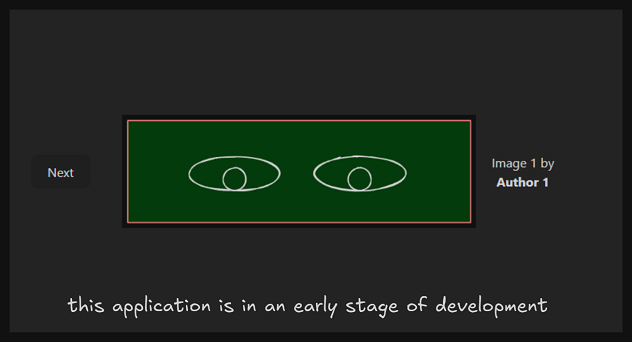 Next
Image 1 by
Author 1
this application is in an early stage of development